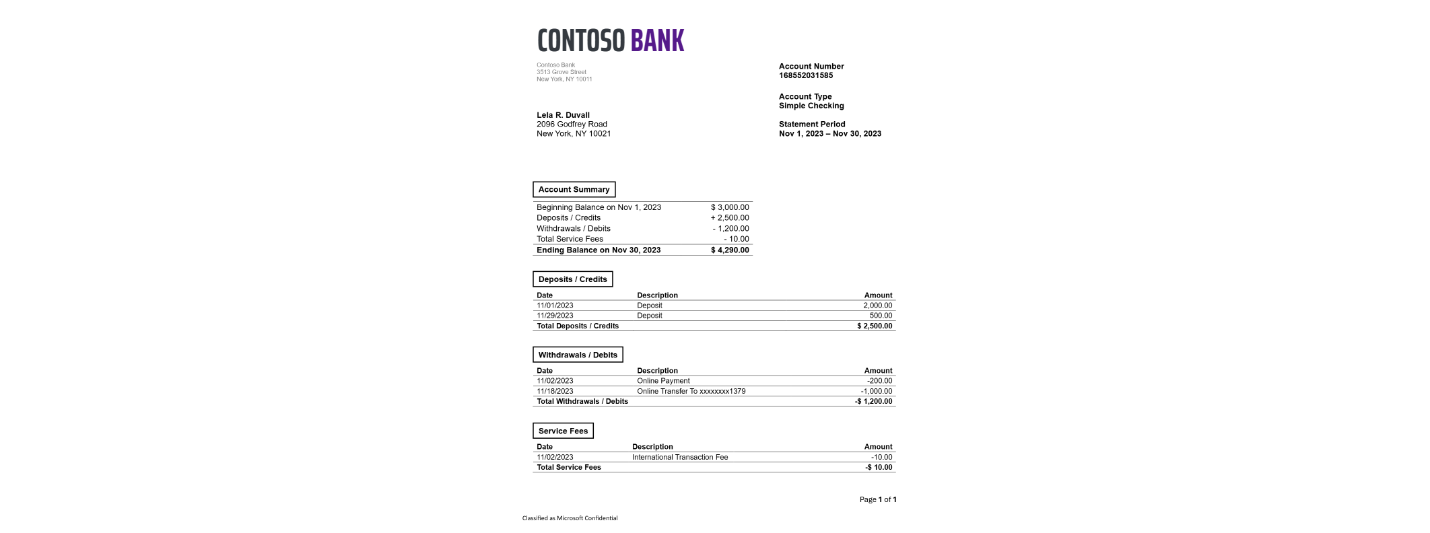 CONTOSO BANK
Contoso Bank
3513 Grove Street
New York, NY 10011
Account Number
168552031585
Account Type
Simple Checking
Lela R. Duvall
2096 Godfrey Road
New York, NY 10021
Statement Period
Nov 1, 2023 – Nov 30, 2023
Account Summary
Beginning Balance on Nov 1, 2023 $ 3,000.00
Deposits / Credits + 2,500.00
Withdrawals / Debits - 1,200.00
Total Service Fees - 10.00
Ending Balance on Nov 30, 2023 $ 4,290.00
Deposits / Credits
Date Description Amount
11/01/2023 Deposit 2,000.00
11/29/2023 Deposit 500.00
Total Deposits / Credits $ 2,500.00
Withdrawals / Debits
Date Description Amount
11/02/2023 Online Payment -200.00
11/18/2023 Online Transfer To xxxxxxxx1379 -1,000.00
Total Withdrawals / Debits -$ 1,200.00
Service Fees
Date Description Amount
11/02/2023 International Transaction Fee -10.00
Total Service Fees -$ 10.00
Page 1 of 1
Classified as Microsoft Confidential